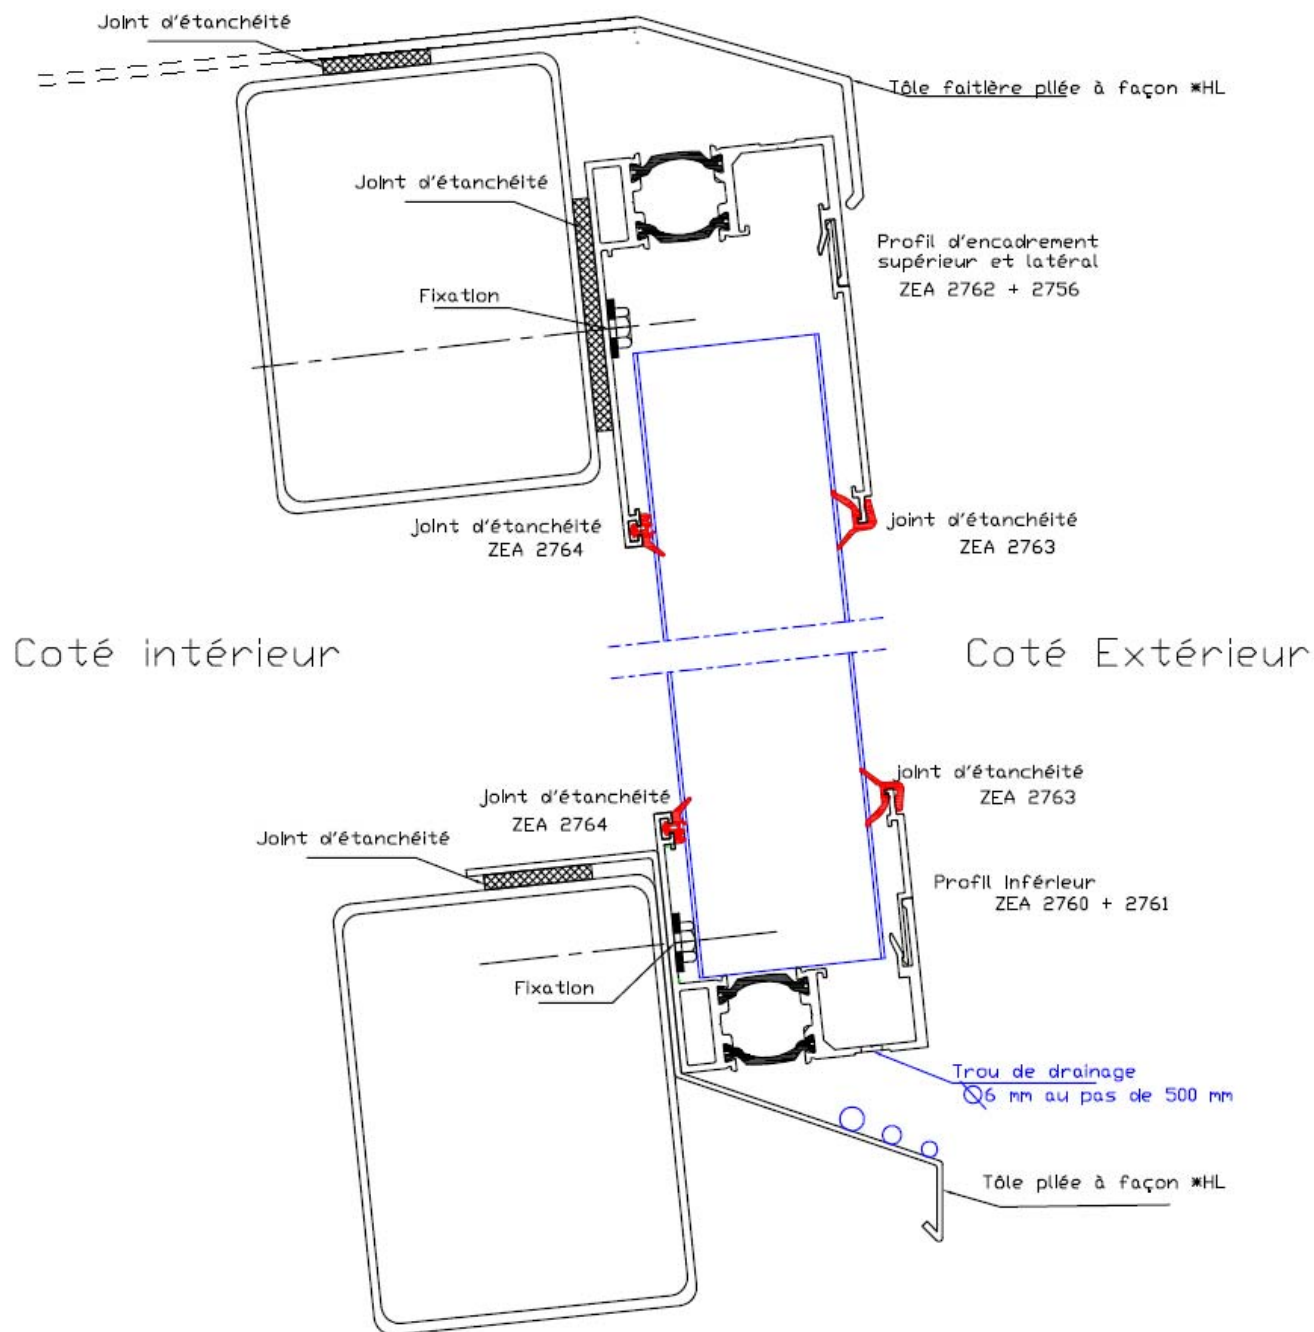 Joint d'étanchéité
Tôle faitière pliée à façon *HL
Joint d'étanchéité
Profil d'encadrement
supérieur et latéral
ZEA 2762 + 2756
Fixation
joint d'étanchéité
ZEA 2764
joint d'étanchéité
ZEA 2763
Coté intérieur
Coté Extérieur
joint d'étanchéité
ZEA 2763
joint d'étanchéité
ZEA 2764
Joint d'étanchéité
Profil Inférieur
ZEA 2760 + 2761
Fixation
Trou de drainage
Ø6 mm au pas de 500 mm
Tôle pliée à façon *HL